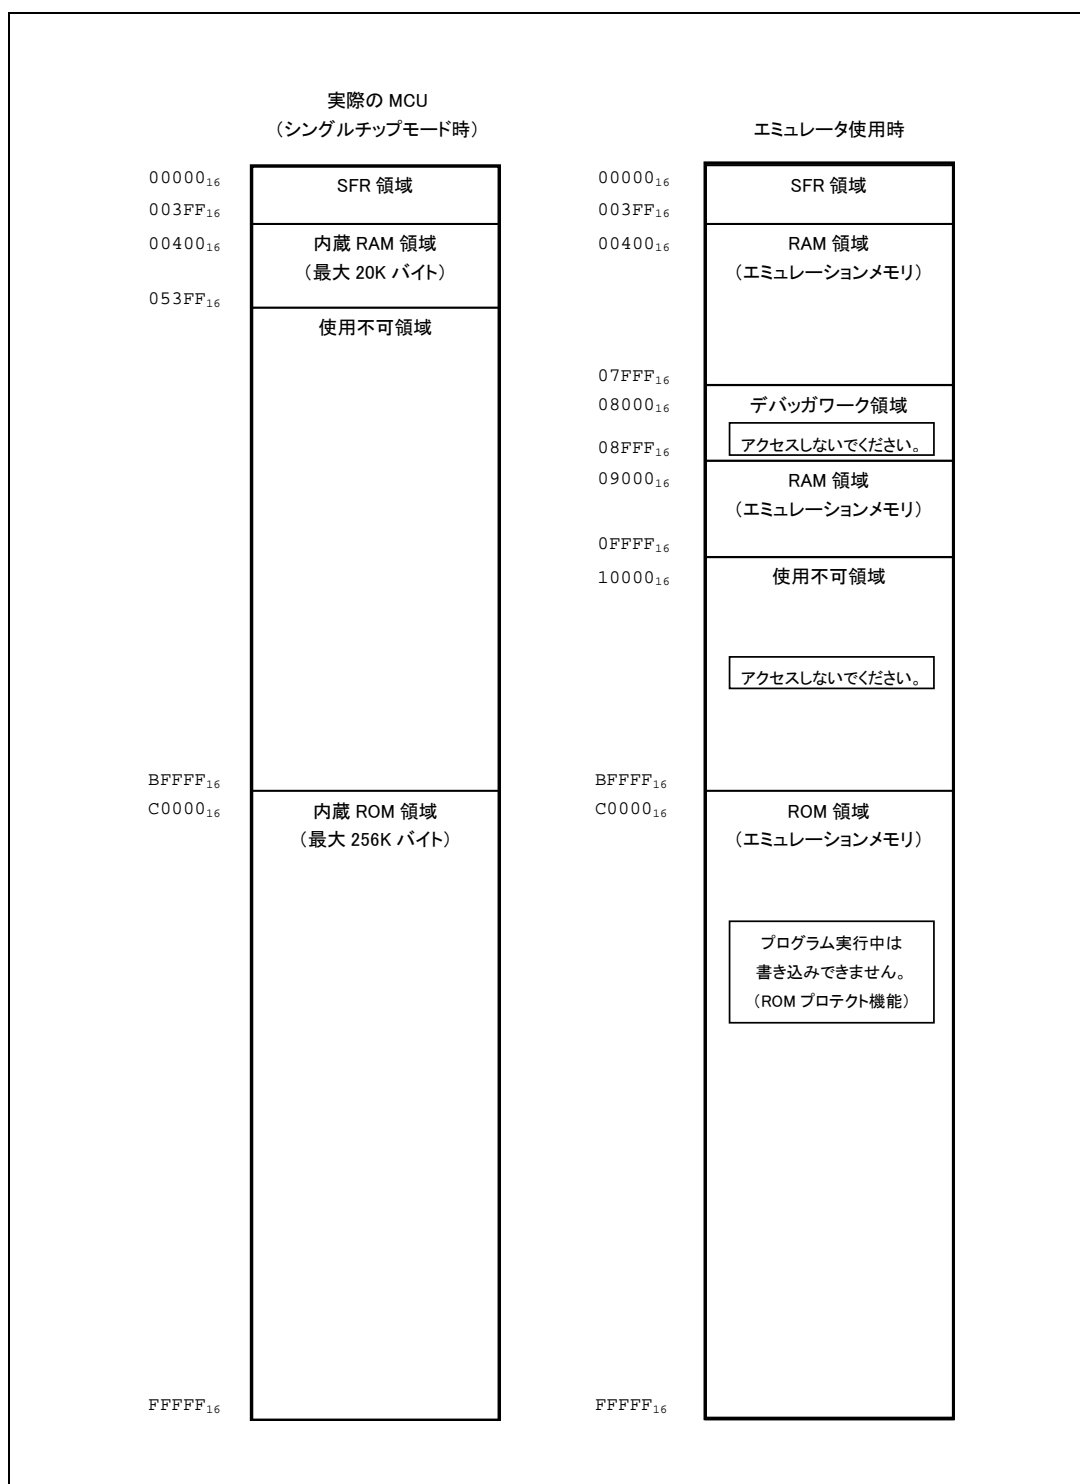 実際の MCU
（シングルチップモード時）
00000₁₆
SFR 領域
003FF₁₆
00400₁₆
内蔵 RAM 領域
（最大 20K バイト）
053FF₁₆
使用不可領域
BFFFF₁₆
C0000₁₆
内蔵 ROM 領域
（最大 256K バイト）
FFFFF₁₆
エミュレータ使用時
00000₁₆
SFR 領域
003FF₁₆
00400₁₆
RAM 領域
（エミュレーションメモリ）
07FFF₁₆
08000₁₆
デバッガワーク領域
アクセスしないでください。
08FFF₁₆
09000₁₆
RAM 領域
（エミュレーションメモリ）
0FFFF₁₆
10000₁₆
使用不可領域
アクセスしないでください。
BFFFF₁₆
C0000₁₆
ROM 領域
（エミュレーションメモリ）
プログラム実行中は
書き込みできません。
（ROM プロテクト機能）
FFFFF₁₆